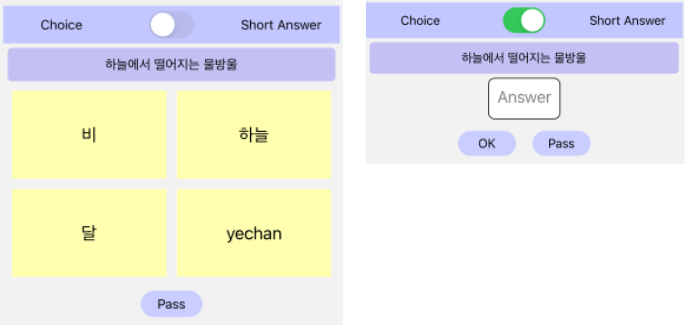 Choice Short Answer
하늘에서 떨어지는 물방울
비 하늘
달 yechan
Pass
Choice Short Answer
하늘에서 떨어지는 물방울
Answer
OK Pass